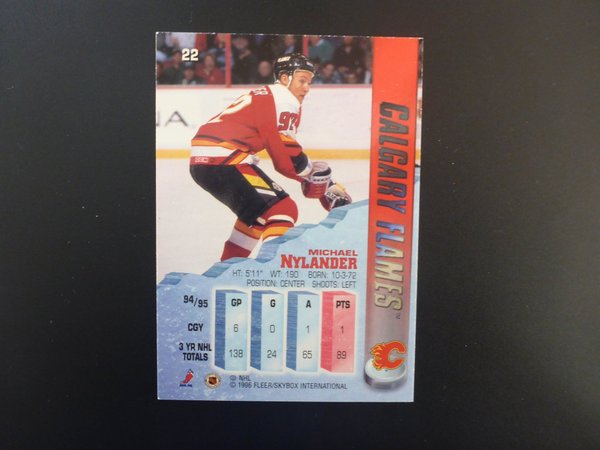 22
92
CALGARY FLAMES
MICHAEL
NYLANDER
HT: 5'11" WT: 190 BORN: 10-3-72
POSITION: CENTER SHOOTS: LEFT
94/95 GP G A PTS
CGY 6 0 1 1
3 YR NHL
TOTALS 138 24 65 89
© NHL
© 1996 FLEER/SKYBOX INTERNATIONAL